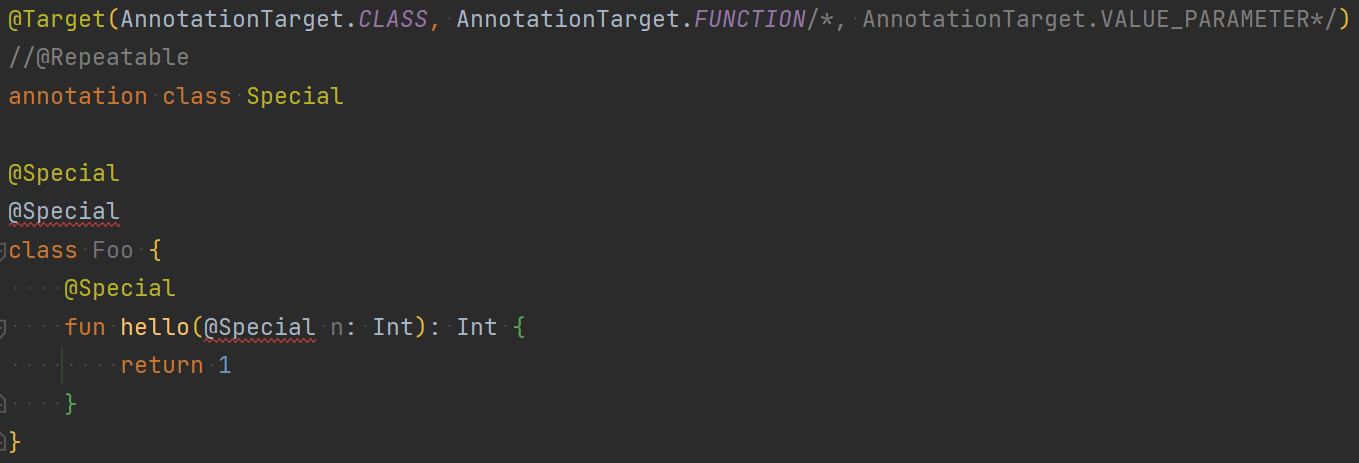 @Target(AnnotationTarget.CLASS, AnnotationTarget.FUNCTION/*, AnnotationTarget.VALUE_PARAMETER*/)
//@Repeatable
annotation class Special

@Special
@Special
class Foo {
    @Special
    fun hello(@Special n: Int): Int {
        return 1
    }
}